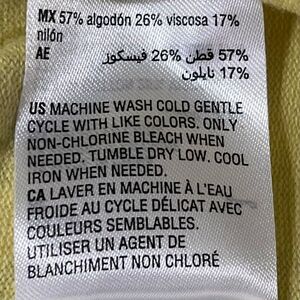 MX 57% algodón 26% viscosa 17%
nilón
AE 57% قطن 26% فيسكوز
17% نايلون
US MACHINE WASH COLD GENTLE
CYCLE WITH LIKE COLORS. ONLY
NON-CHLORINE BLEACH WHEN
NEEDED. TUMBLE DRY LOW. COOL
IRON WHEN NEEDED.
CA LAVER EN MACHINE À L'EAU
FROIDE AU CYCLE DÉLICAT AVEC
COULEURS SEMBLABLES.
UTILISER UN AGENT DE
BLANCHIMENT NON CHLORÉ